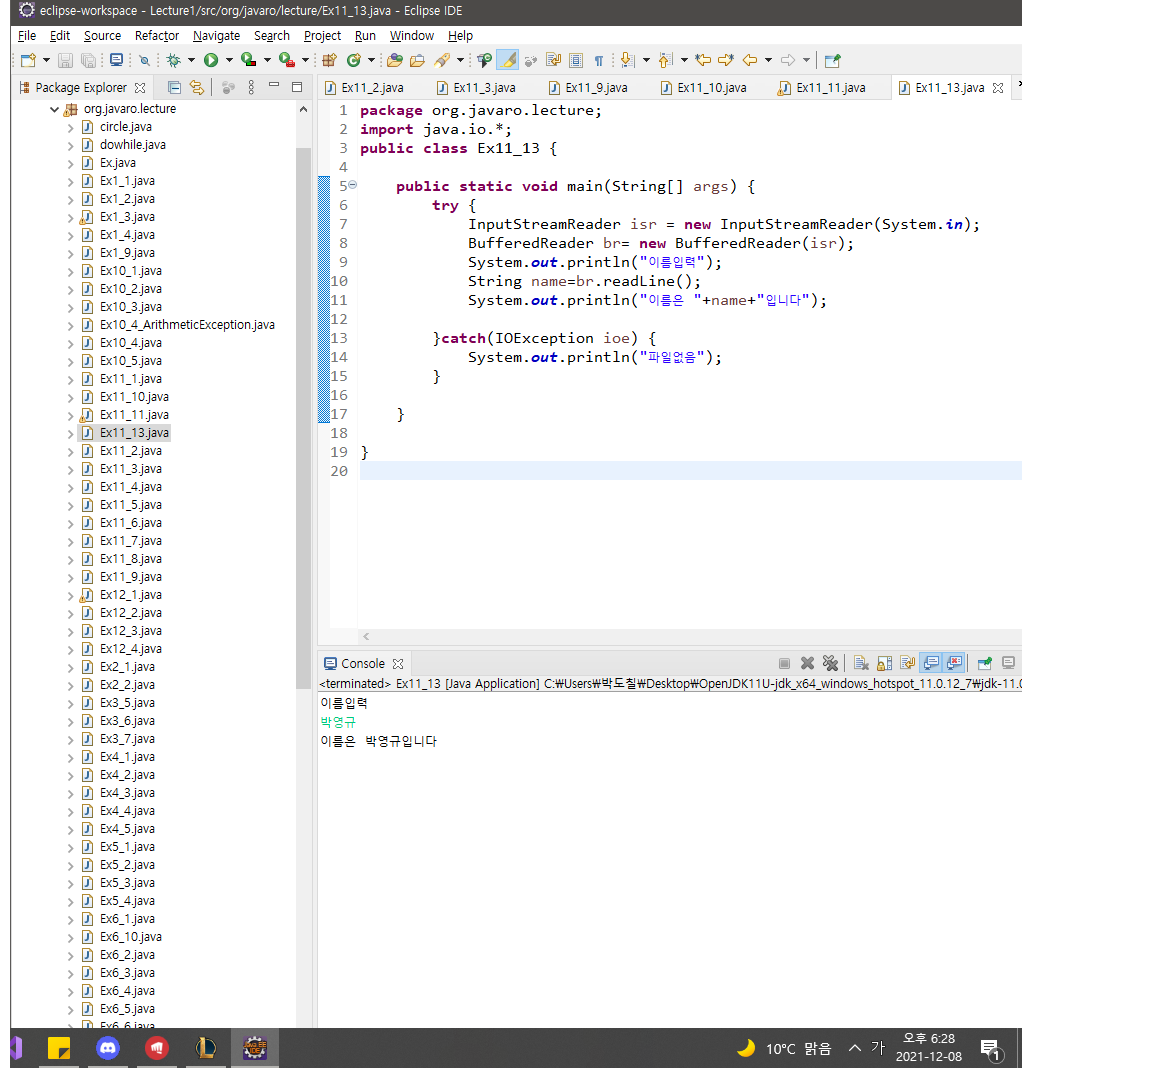 eclipse-workspace - Lecture1/src/org/javaro/lecture/Ex11_13.java - Eclipse IDE
File Edit Source Refactor Navigate Search Project Run Window Help
Package Explorer
org.javaro.lecture
circle.java
dowhile.java
Ex.java
Ex1_1.java
Ex1_2.java
Ex1_3.java
Ex1_4.java
Ex1_9.java
Ex10_1.java
Ex10_2.java
Ex10_3.java
Ex10_4_ArithmeticException.java
Ex10_4.java
Ex10_5.java
Ex11_1.java
Ex11_10.java
Ex11_11.java
Ex11_13.java
Ex11_2.java
Ex11_3.java
Ex11_4.java
Ex11_5.java
Ex11_6.java
Ex11_7.java
Ex11_8.java
Ex11_9.java
Ex12_1.java
Ex12_2.java
Ex12_3.java
Ex12_4.java
Ex2_1.java
Ex2_2.java
Ex3_5.java
Ex3_6.java
Ex3_7.java
Ex4_1.java
Ex4_2.java
Ex4_3.java
Ex4_4.java
Ex4_5.java
Ex5_1.java
Ex5_2.java
Ex5_3.java
Ex5_4.java
Ex6_1.java
Ex6_10.java
Ex6_2.java
Ex6_3.java
Ex6_4.java
Ex6_5.java
Ex6_6.java
Ex11_2.java Ex11_3.java Ex11_9.java Ex11_10.java Ex11_11.java Ex11_13.java
1 package org.javaro.lecture;
2 import java.io.*;
3 public class Ex11_13 {
4
5 public static void main(String[] args) {
6 try {
7 InputStreamReader isr = new InputStreamReader(System.in);
8 BufferedReader br= new BufferedReader(isr);
9 System.out.println("이름입력");
10 String name=br.readLine();
11 System.out.println("이름은 "+name+"입니다");
12
13 }catch(IOException ioe) {
14 System.out.println("파일없음");
15 }
16
17 }
18
19 }
20
Console
<terminated> Ex11_13 [Java Application] C:₩Users₩박도칠₩Desktop₩OpenJDK11U-jdk_x64_windows_hotspot_11.0.12_7₩jdk-11.0
이름입력
박영규
이름은 박영규입니다
10°C 맑음 가 오후 6:28
2021-12-08
1